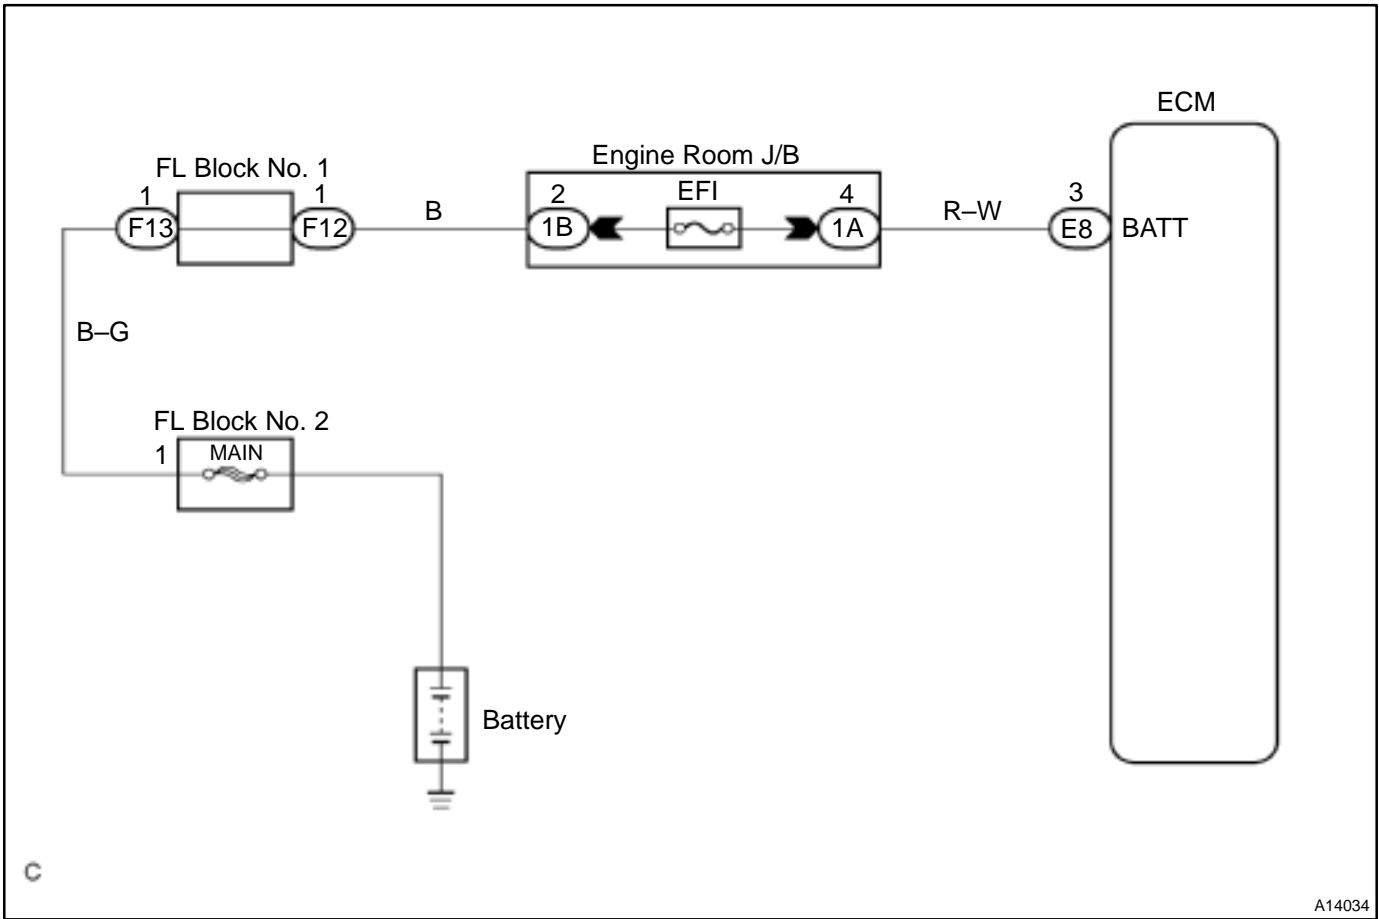 ECM
FL Block No. 1
Engine Room J/B
1
1
2
EFI
4
3
F13
F12
B
1B
1A
R–W
E8
BATT
B–G
FL Block No. 2
1
MAIN
Battery
C
A14034